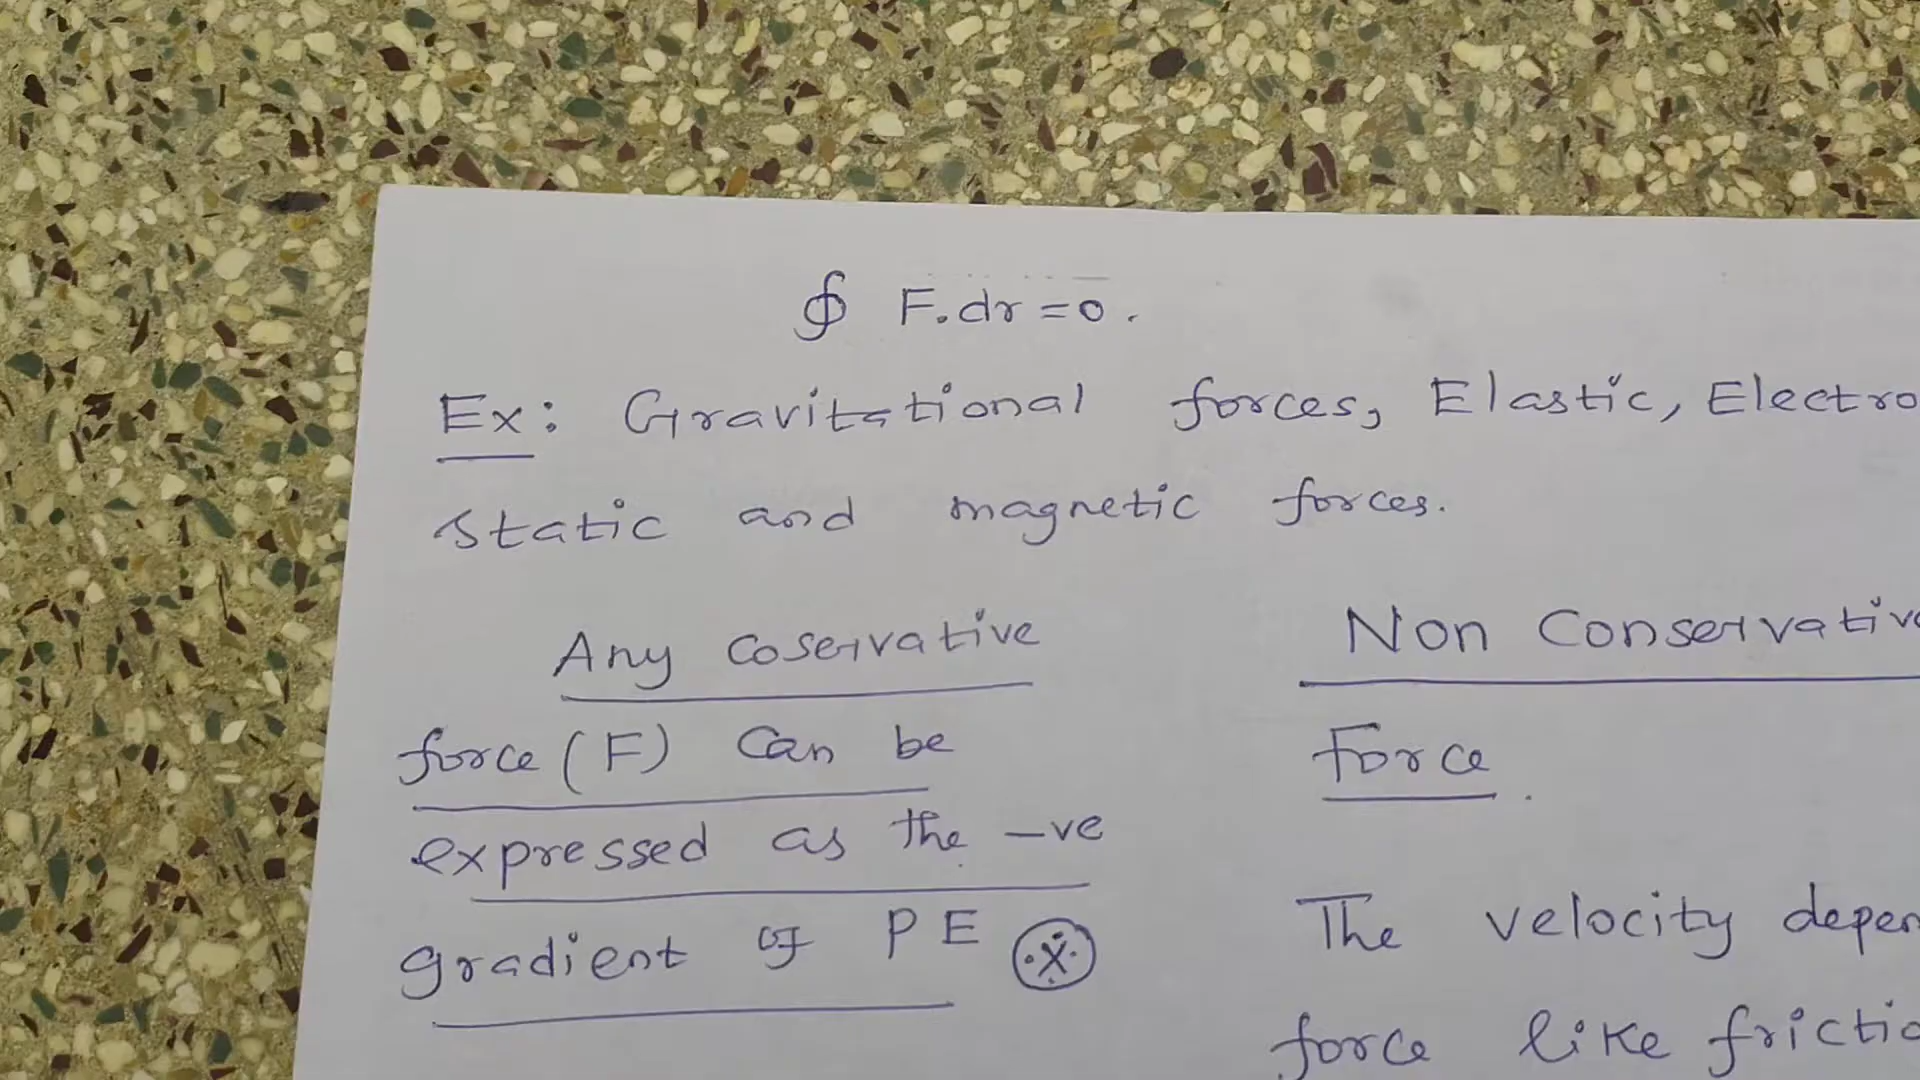 ∮ F.dr = 0.
Ex: Gravitational forces, Elastic, Electro
static and magnetic forces.
Any coservative
force (F) can be
expressed as the -ve
gradient of PE
Non Conservative
Force.
The velocity depen
force like frictio